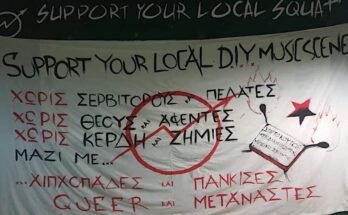 SUPPORT YOUR LOCAL SQUAT
SUPPORT YOUR LOCAL D.I.Y. MUSIC SCENE
ΧΩΡΙΣ ΣΕΡΒΙΤΟΡΟΥΣ & ΠΕΛΑΤΕΣ
ΧΩΡΙΣ ΘΕΟΥΣ ΚΑΙ ΑΦΕΝΤΕΣ
ΧΩΡΙΣ ΚΕΡΔΗ ΚΑΙ ΖΗΜΙΕΣ
ΜΑΖΙ ΜΕ...
...ΧΙΠΧΟΠΑΔΕΣ ΚΑΙ ΠΑΝΚΙΣΕΣ
QUEER ΚΑΙ ΜΕΤΑΝΑΣΤΕΣ